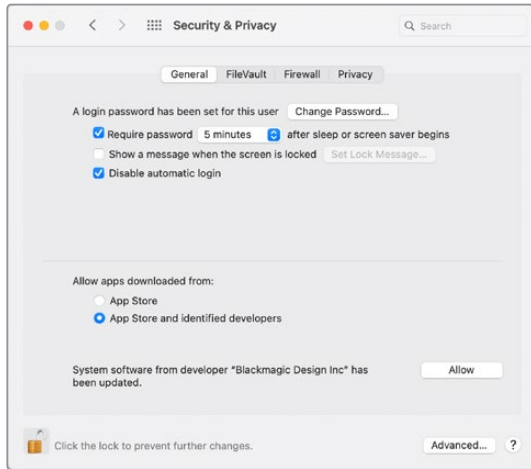 Security & Privacy
Search
General FileVault Firewall Privacy
A login password has been set for this user Change Password...
Require password 5 minutes after sleep or screen saver begins
Show a message when the screen is locked Set Lock Message...
Disable automatic login
Allow apps downloaded from:
App Store
App Store and identified developers
System software from developer “Blackmagic Design Inc” has Allow
been updated.
Click the lock to prevent further changes. Advanced... ?